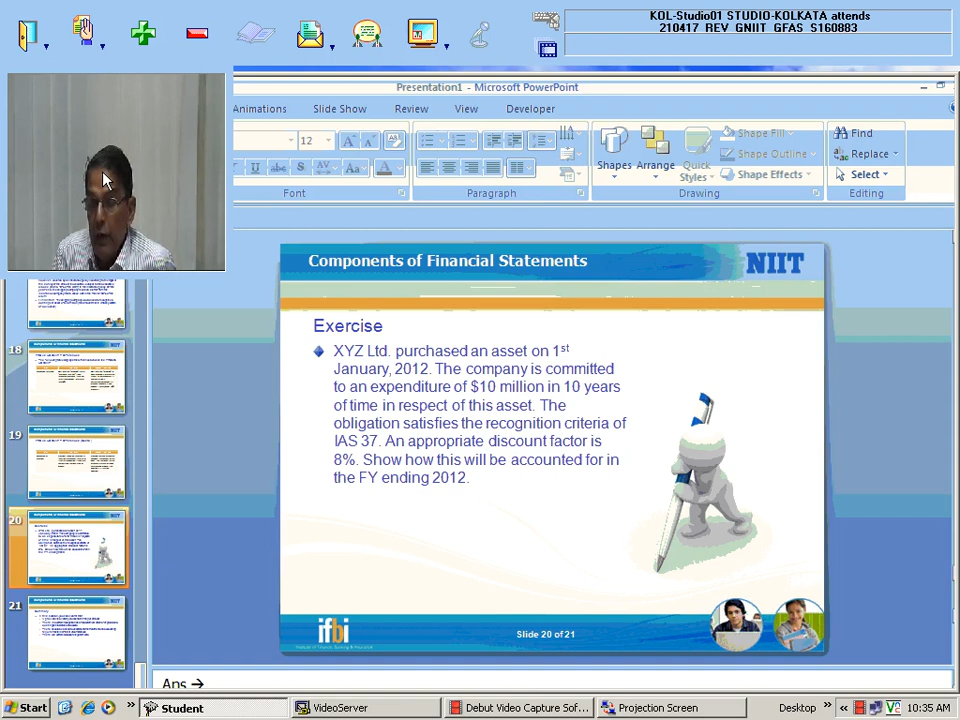 KOL-Studio01 STUDIO-KOLKATA attends
210417_REV_GNIIT_GFAS_S160883
Presentation1 - Microsoft PowerPoint
Animations Slide Show Review View Developer
12
Shapes Arrange Quick Styles
Shape Fill
Shape Outline
Shape Effects
Find
Replace
Select
Font Paragraph Drawing Editing
Components of Financial Statements
NIIT
Exercise
XYZ Ltd. purchased an asset on 1st
January, 2012. The company is committed
to an expenditure of $10 million in 10 years
of time in respect of this asset. The
obligation satisfies the recognition criteria of
IAS 37. An appropriate discount factor is
8%. Show how this will be accounted for in
the FY ending 2012.
ifbi
Slide 20 of 21
18
19
20
21
Ans →
Start Student VideoServer Debut Video Capture Sof... Projection Screen Desktop 10:35 AM